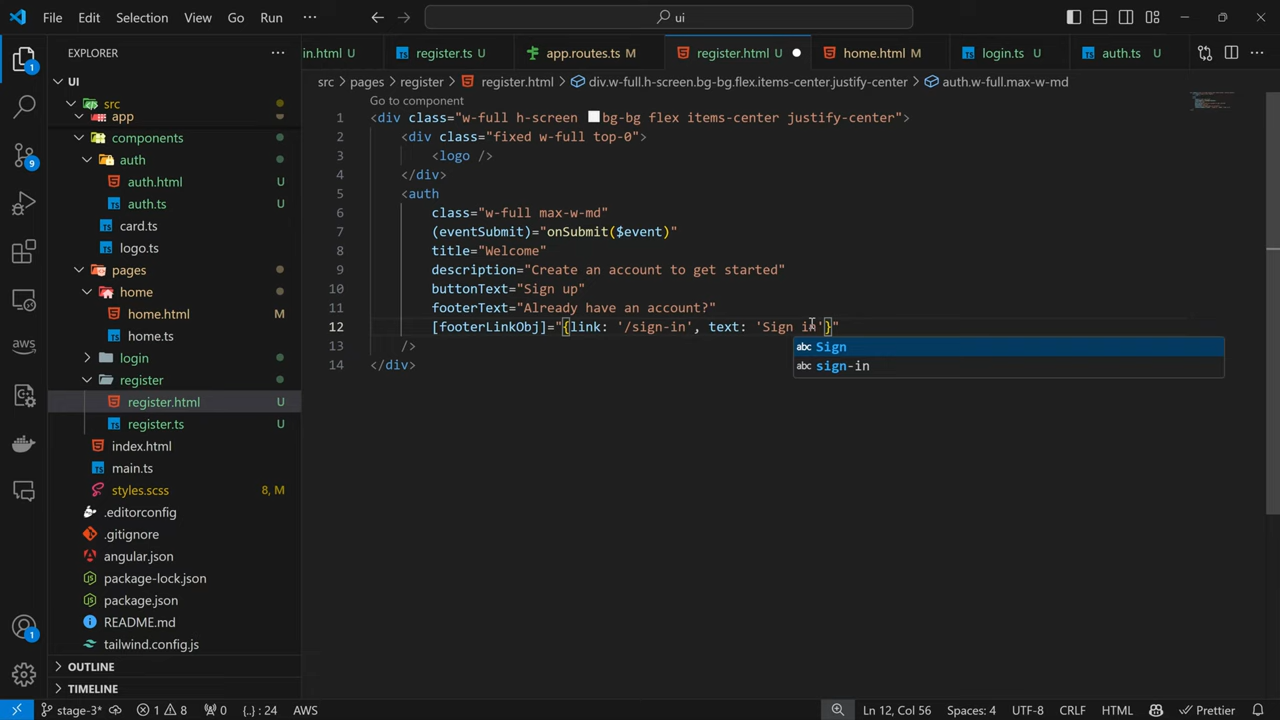 File Edit Selection View Go Run ··· ui
EXPLORER
in.html U register.ts U app.routes.ts M register.html U home.html M login.ts U auth.ts U
UI
src > pages > register > register.html > div.w-full.h-screen.bg-bg.flex.items-center.justify-center > auth.w-full.max-w-md
src
app
components
auth
auth.html U
auth.ts U
card.ts
logo.ts
pages
home
home.html M
home.ts
login
register
register.html U
register.ts U
index.html
main.ts
styles.scss 8, M
.editorconfig
.gitignore
angular.json
package-lock.json
package.json
README.md
tailwind.config.js
OUTLINE
TIMELINE
aws
1
9
1
Go to component
1 <div class="w-full h-screen bg-bg flex items-center justify-center">
2 <div class="fixed w-full top-0">
3 <logo />
4 </div>
5 <auth
6 class="w-full max-w-md"
7 (eventSubmit)="onSubmit($event)"
8 title="Welcome"
9 description="Create an account to get started"
10 buttonText="Sign up"
11 footerText="Already have an account?"
12 [footerLinkObj]="{link: '/sign-in', text: 'Sign in'}"
13 />
14 </div>
abc Sign
abc sign-in
stage-3* 1 8 0 {..} : 24 AWS Ln 12, Col 56 Spaces: 4 UTF-8 CRLF HTML Prettier